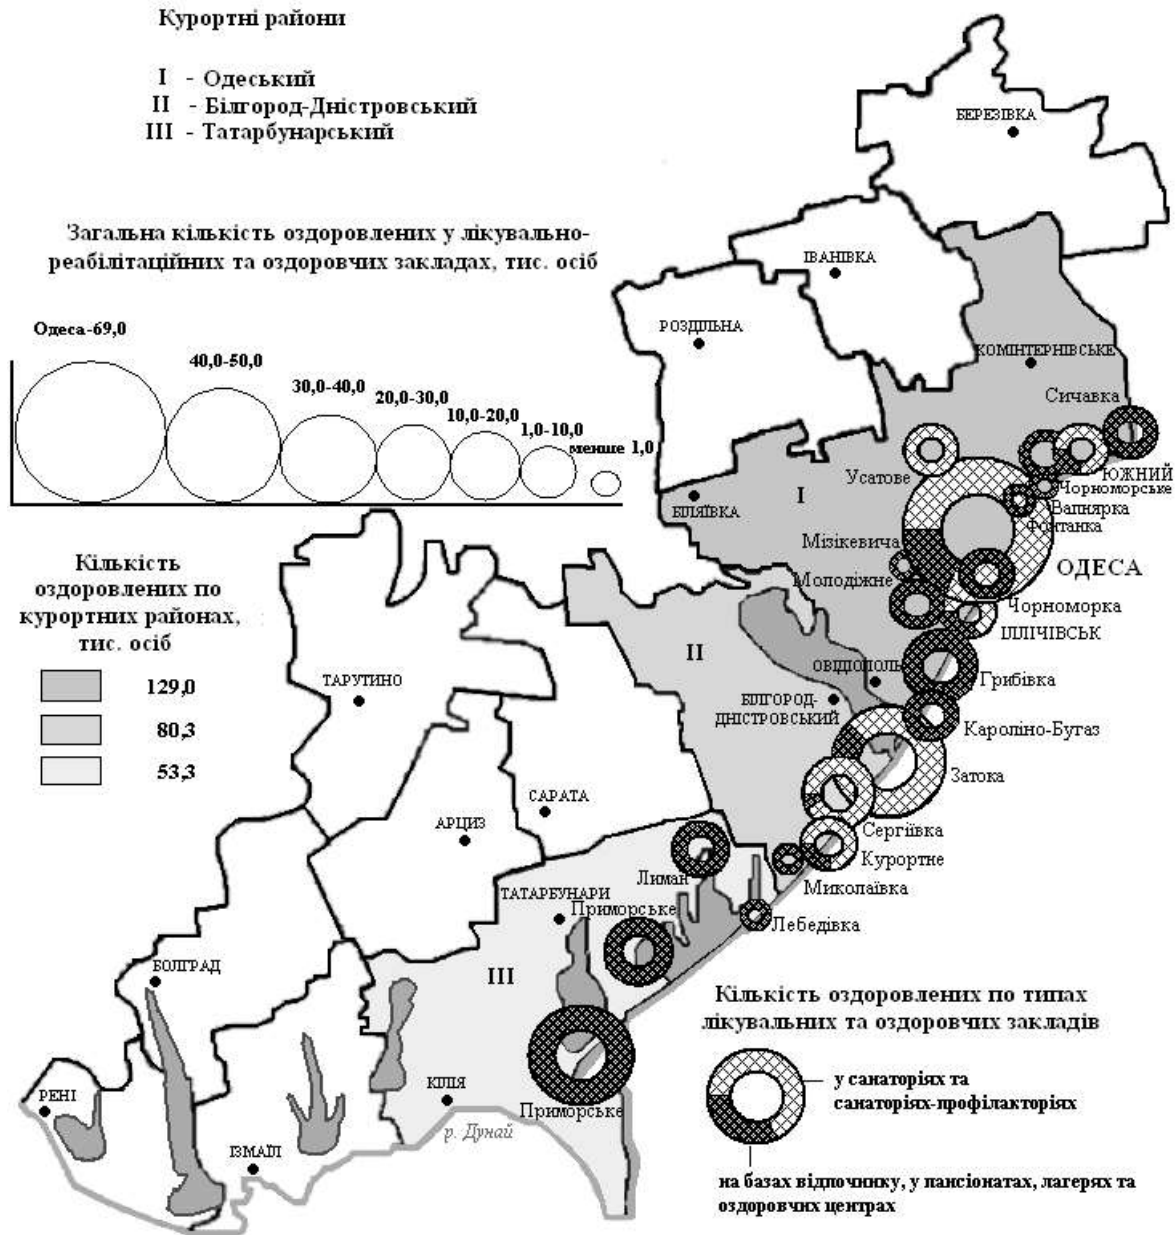 Курортні райони
I - Одеський
II - Білгород-Дністровський
III - Татарбунарський
Загальна кількість оздоровлених у лікувально-
реабілітаційних та оздоровчих закладах, тис. осіб
Одеса-69,0
40,0-50,0
30,0-40,0
20,0-30,0
10,0-20,0
1,0-10,0
менше 1,0
Кількість
оздоровлених по
курортних районах,
тис. осіб
129,0
80,3
53,3
БЕРЕЗІВКА
ІВАНІВКА
РОЗДІЛЬНА
КОМІНТЕРНІВСЬКЕ
Сичавка
Усатове
ЮЖНИЙ
I
Чорноморське
БІЛЯЇВКА
Вапнярка
Фонтанка
Мізікевича
ОДЕСА
Молодіжне
Чорноморка
ІЛЛІЧІВСЬК
II
ОВІДІОПОЛЬ
Грибівка
ТАРУТИНО
БІЛГОРОД-
ДНІСТРОВСЬКИЙ
Кароліно-Бугаз
Затока
САРАТА
АРЦИЗ
Сергіївка
Курортне
Лиман
Миколаївка
ТАТАРБУНАРИ
Приморське
Лебедівка
БОЛГРАД
III
Кількість оздоровлених по типах
лікувальних та оздоровчих закладів
у санаторіях та
санаторіях-профілакторіях
РЕНІ
КІЛІЯ
Приморське
р. Дунай
ІЗМАЇЛ
на базах відпочинку, у пансіонатах, лагерях та
оздоровчих центрах